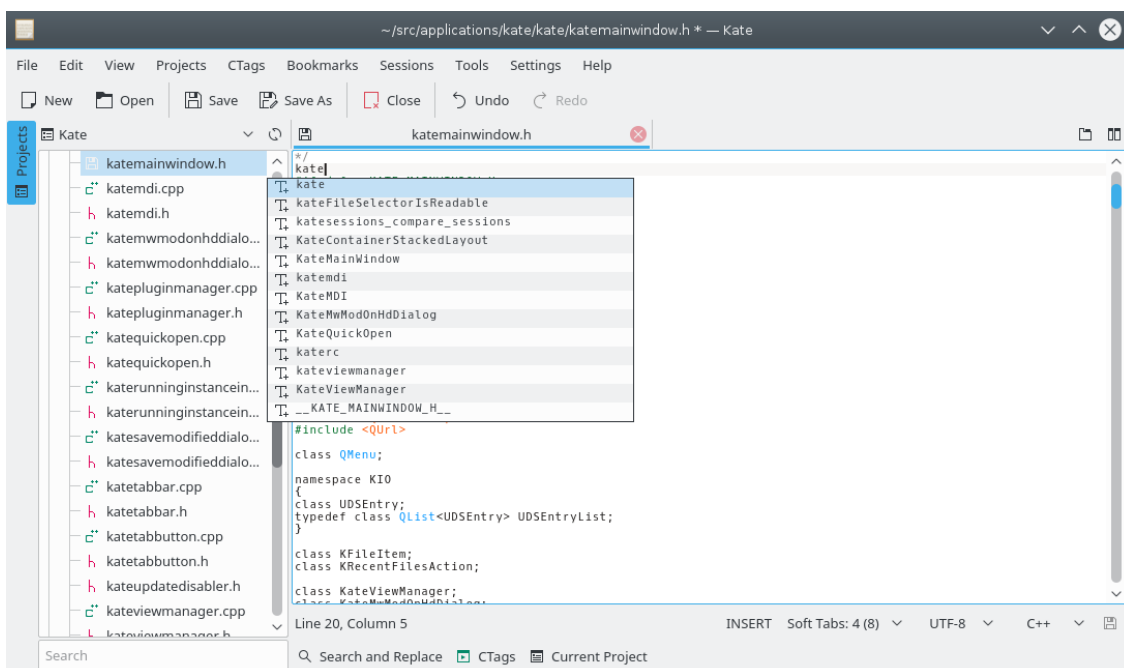 ~/src/applications/kate/kate/katemainwindow.h * — Kate
File Edit View Projects CTags Bookmarks Sessions Tools Settings Help
New Open Save Save As Close Undo Redo
Projects
Kate
katemainwindow.h
katemainwindow.h
katemdi.cpp
katemdi.h
katemwmodonhddialo...
katemwmodonhddialo...
katepluginmanager.cpp
katepluginmanager.h
katequickopen.cpp
katequickopen.h
katerunninginstancein...
katerunninginstancein...
katesavemodifieddialo...
katesavemodifieddialo...
katetabbar.cpp
katetabbar.h
katetabbutton.cpp
katetabbutton.h
kateupdatedisabler.h
kateviewmanager.cpp
kateviewmanager.h
Search
*/
kate
kate
kateFileSelectorIsReadable
katesessions_compare_sessions
KateContainerStackedLayout
KateMainWindow
katemdi
KateMDI
KateMwModOnHdDialog
KateQuickOpen
katerc
kateviewmanager
KateViewManager
__KATE_MAINWINDOW_H__
#include <QUrl>
class QMenu;
namespace KIO
{
class UDSEntry;
typedef class QList<UDSEntry> UDSEntryList;
}
class KFileItem;
class KRecentFilesAction;
class KateViewManager;
class KateMwModOnHdDialog;
Line 20, Column 5 INSERT Soft Tabs: 4 (8) UTF-8 C++
Search and Replace CTags Current Project